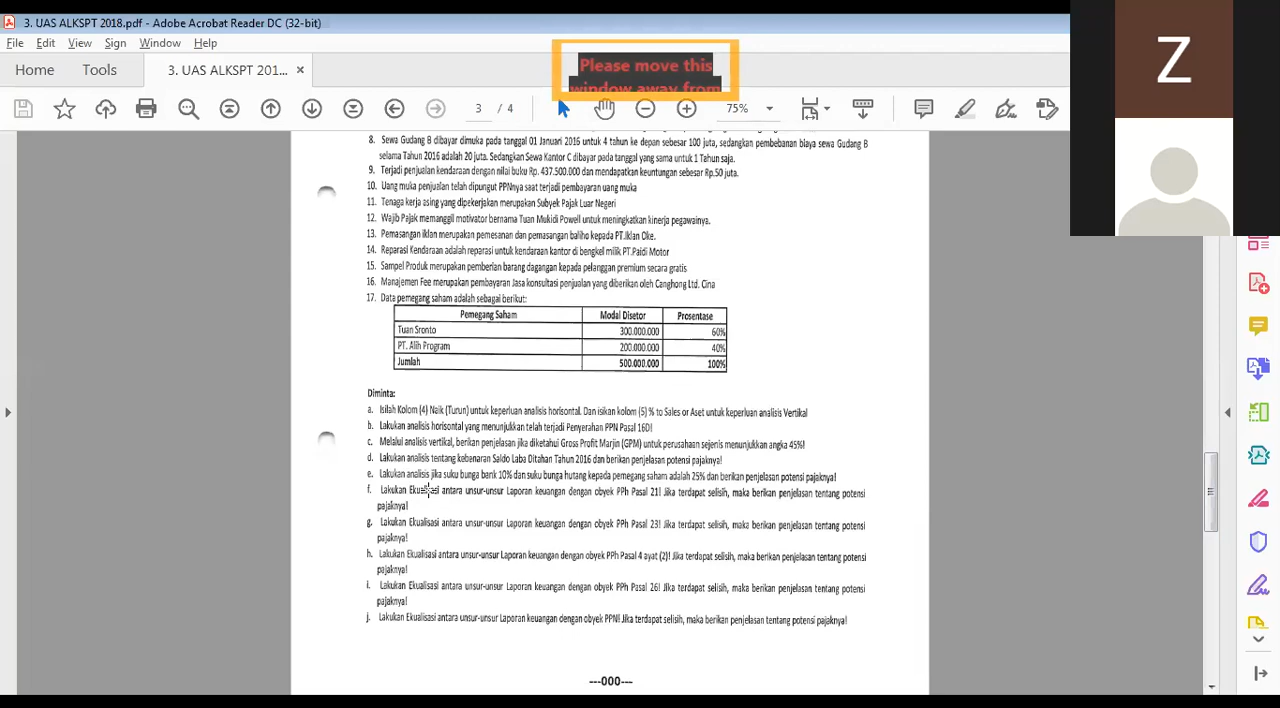 3. UAS ALKSPT 2018.pdf - Adobe Acrobat Reader DC (32-bit)
File Edit View Sign Window Help
Home Tools 3. UAS ALKSPT 201... ×
Please move this
window away from
3 / 4 75%
Z
8. Sewa Gudang B dibayar dimuka pada tanggal 01 Januari 2016 untuk 4 tahun ke depan sebesar 100 juta, sedangkan pembebanan biaya sewa Gudang B
selama Tahun 2016 adalah 20 juta. Sedangkan Sewa Kantor C dibayar pada tanggal yang sama untuk 1 Tahun saja.
9. Terjadi penjualan kendaraan dengan nilai buku Rp. 437.500.000 dan mendapatkan keuntungan sebesar Rp.50 juta.
10. Uang muka penjualan telah dipungut PPNnya saat terjadi pembayaran uang muka
11. Tenaga kerja asing yang dipekerjakan merupakan Subyek Pajak Luar Negeri
12. Wajib Pajak memanggil motivator bernama Tuan Mukidi Powell untuk meningkatkan kinerja pegawainya.
13. Pemasangan iklan merupakan pemesanan dan pemasangan baliho kepada PT.Iklan Oke.
14. Reparasi Kendaraan adalah reparasi untuk kendaraan kantor di bengkel milik PT.Paidi Motor
15. Sampel Produk merupakan pemberian barang dagangan kepada pelanggan premium secara gratis
16. Manajemen Fee merupakan pembayaran Jasa konsultasi penjualan yang diberikan oleh Canghong Ltd. Cina
17. Data pemegang saham adalah sebagai berikut:
Pemegang Saham Modal Disetor Prosentase
Tuan Sronto 300.000.000 60%
PT. Alih Program 200.000.000 40%
Jumlah 500.000.000 100%
Diminta:
a. Isilah Kolom (4) Naik (Turun) untuk keperluan analisis horisontal. Dan isikan kolom (5) % to Sales or Aset untuk keperluan analisis Vertikal
b. Lakukan analisis horisontal yang menunjukkan telah terjadi Penyerahan PPN Pasal 16D!
c. Melalui analisis vertikal, berikan penjelasan jika diketahui Gross Profit Marjin (GPM) untuk perusahaan sejenis menunjukkan angka 45%!
d. Lakukan analisis tentang kebenaran Saldo Laba Ditahan Tahun 2016 dan berikan penjelasan potensi pajaknya!
e. Lakukan analisis jika suku bunga bank 10% dan suku bunga hutang kepada pemegang saham adalah 25% dan berikan penjelasan potensi pajaknya!
f. Lakukan Ekualisasi antara unsur-unsur Laporan keuangan dengan obyek PPh Pasal 21! Jika terdapat selisih, maka berikan penjelasan tentang potensi
pajaknya!
g. Lakukan Ekualisasi antara unsur-unsur Laporan keuangan dengan obyek PPh Pasal 23! Jika terdapat selisih, maka berikan penjelasan tentang potensi
pajaknya!
h. Lakukan Ekualisasi antara unsur-unsur Laporan keuangan dengan obyek PPh Pasal 4 ayat (2)! Jika terdapat selisih, maka berikan penjelasan tentang potensi
pajaknya!
i. Lakukan Ekualisasi antara unsur-unsur Laporan keuangan dengan obyek PPh Pasal 26! Jika terdapat selisih, maka berikan penjelasan tentang potensi
pajaknya!
j. Lakukan Ekualisasi antara unsur-unsur Laporan keuangan dengan obyek PPN! Jika terdapat selisih, maka berikan penjelasan tentang potensi pajaknya!
---000---